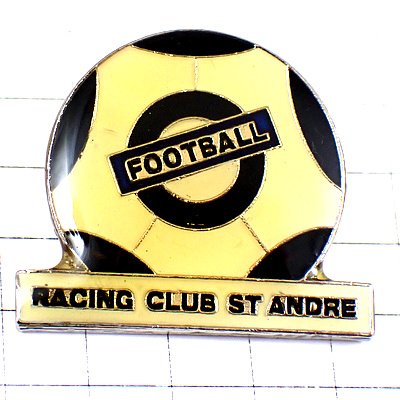 FOOTBALL
RACING CLUB ST ANDRE